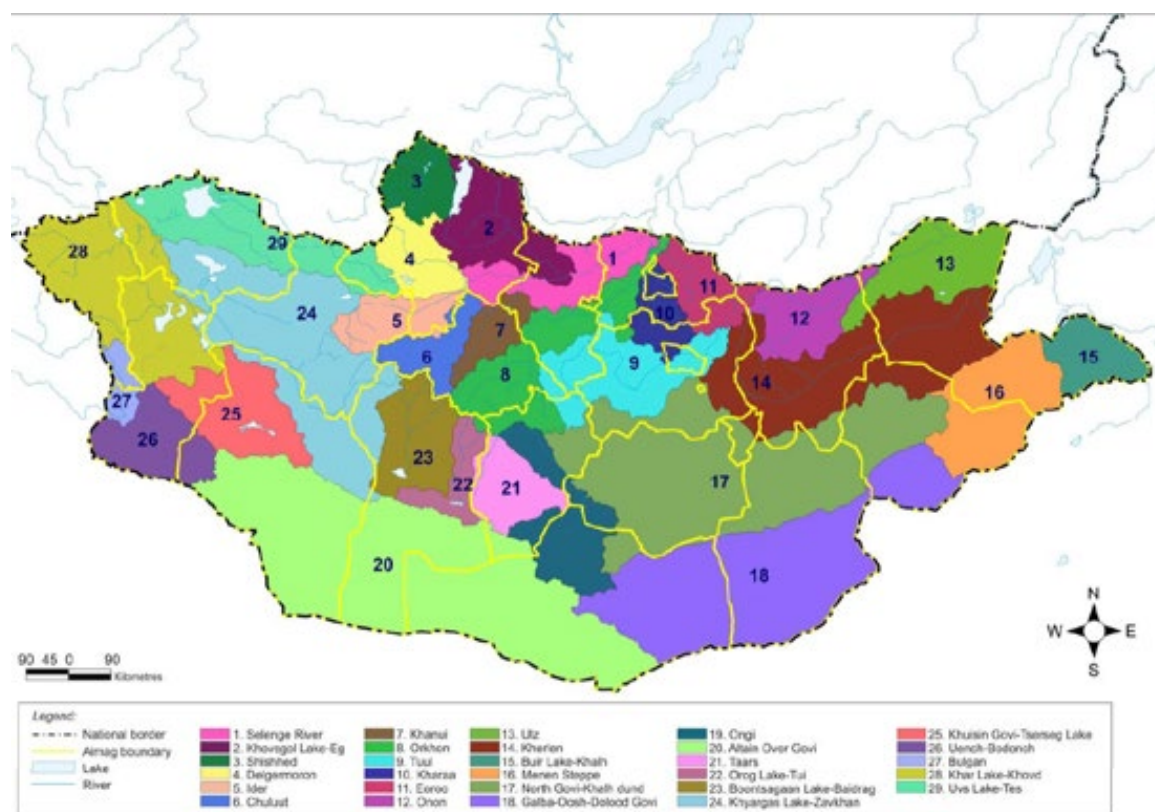 3
2
28
29
1
4
13
11
24
10
12
5
7
6
9
15
8
14
16
27
25
26
23
17
22
21
20
18
N
W E
S
90 45 0 90
Kilometres
Legend:
National border
Aimag boundary
Lake
River
1. Selenge River
2. Khovsgol Lake-Eg
3. Shishhed
4. Delgermoron
5. Ider
6. Chuluut
7. Khanui
8. Orkhon
9. Tuul
10. Kharaa
11. Eeroo
12. Onon
13. Ulz
14. Kherlen
15. Buir Lake-Khalh
16. Menen Steppe
17. North Govi-Khalh dund
18. Galba-Oosh-Dolood Govi
19. Ongi
20. Altain Over Govi
21. Taats
22. Orog Lake-Tui
23. Boontsagaan Lake-Baidrag
24. Khyargas Lake-Zavkhan
25. Khuisin Govi-Tsetseg Lake
26. Uench-Bodonch
27. Bulgan
28. Khar Lake-Khovd
29. Uvs Lake-Tes